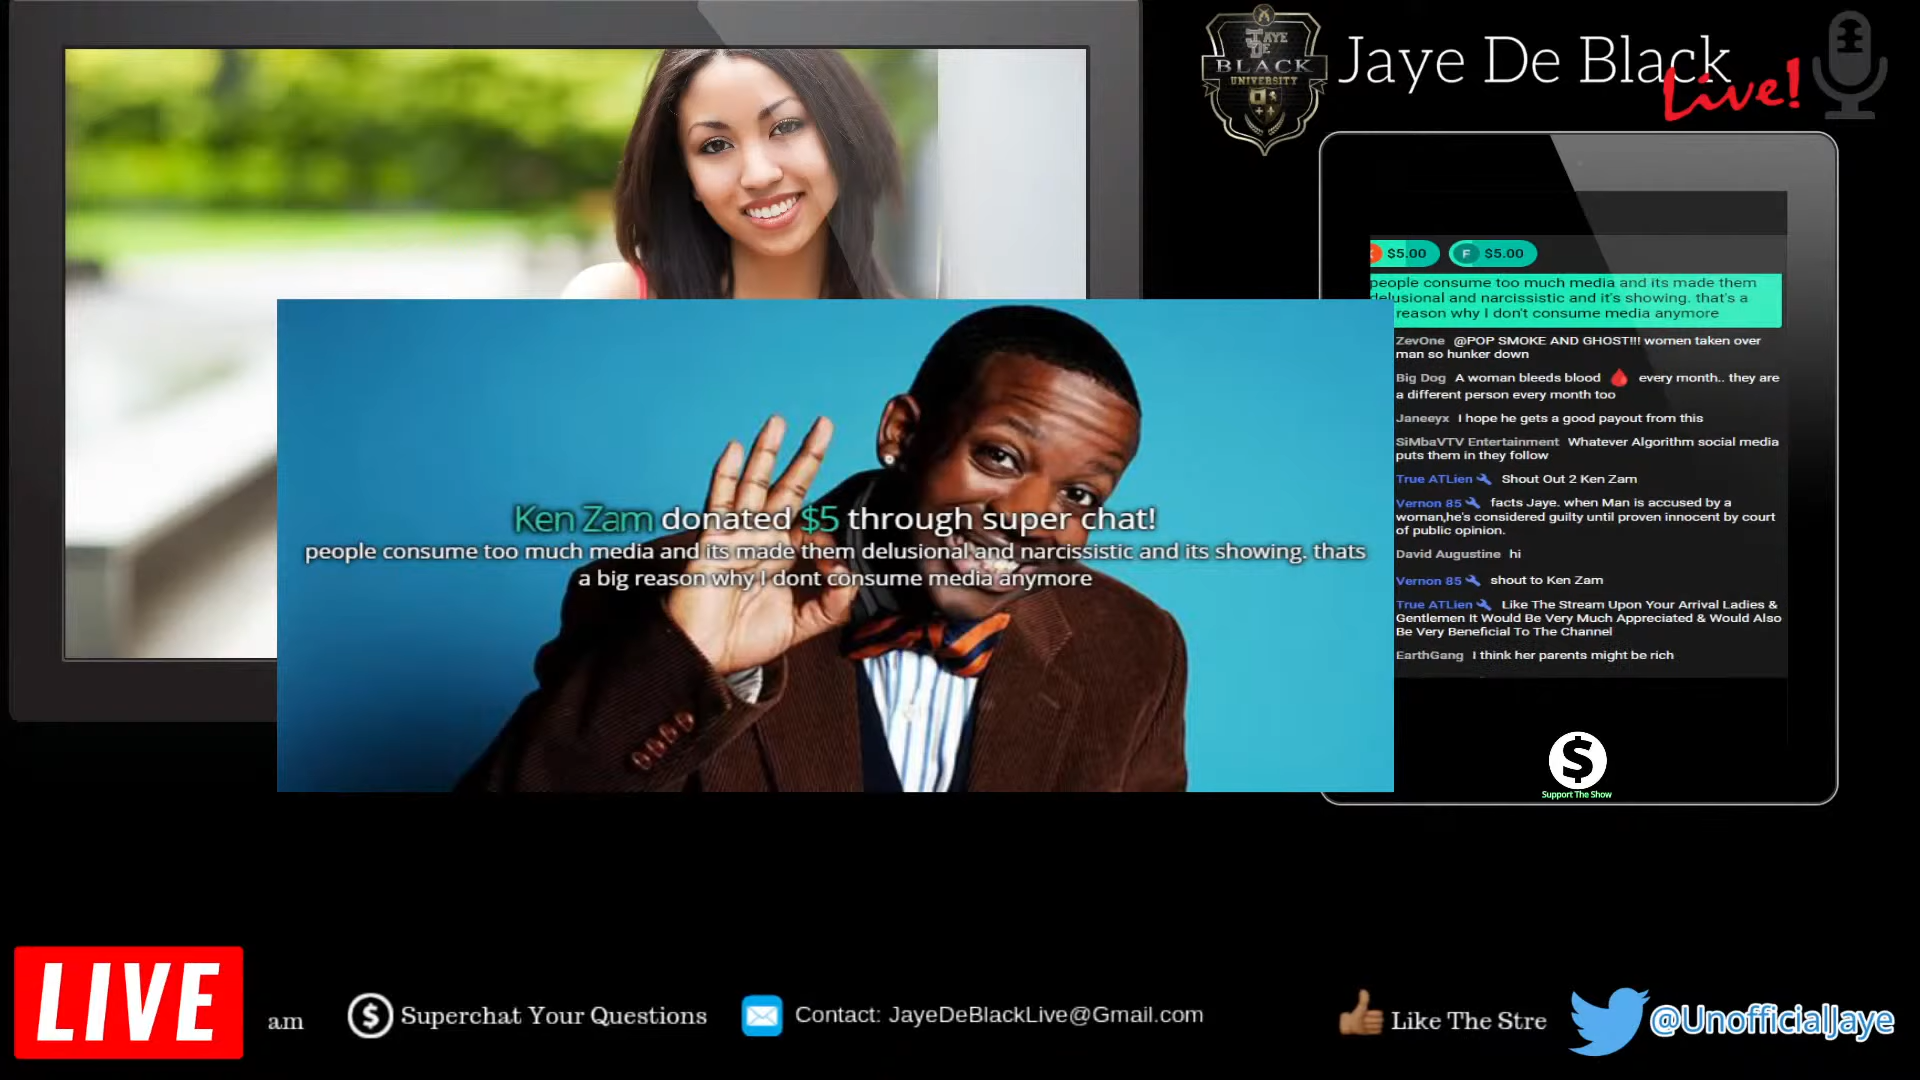 JAYE
DE
BLACK
UNIVERSITY
Jaye De Black
Live!
$5.00
F $5.00
people consume too much media and its made them
delusional and narcissistic and it's showing. that's a
reason why I don't consume media anymore
ZevOne @POP SMOKE AND GHOST!!! women taken over
man so hunker down
Big Dog A woman bleeds blood 🩸 every month.. they are
a different person every month too
Janeeyx I hope he gets a good payout from this
SiMbaVTV Entertainment Whatever Algorithm social media
puts them in they follow
True ATLien Shout Out 2 Ken Zam
Vernon 85 facts Jaye. when Man is accused by a
woman,he's considered guilty until proven innocent by court
of public opinion.
David Augustine hi
Vernon 85 shout to Ken Zam
True ATLien Like The Stream Upon Your Arrival Ladies &
Gentlemen It Would Be Very Much Appreciated & Would Also
Be Very Beneficial To The Channel
EarthGang I think her parents might be rich
$
Support The Show
Ken Zam donated $5 through super chat!
people consume too much media and its made them delusional and narcissistic and its showing. thats
a big reason why I dont consume media anymore
LIVE
am
$ Superchat Your Questions
Contact: JayeDeBlackLive@Gmail.com
Like The Stre
@UnofficialJaye